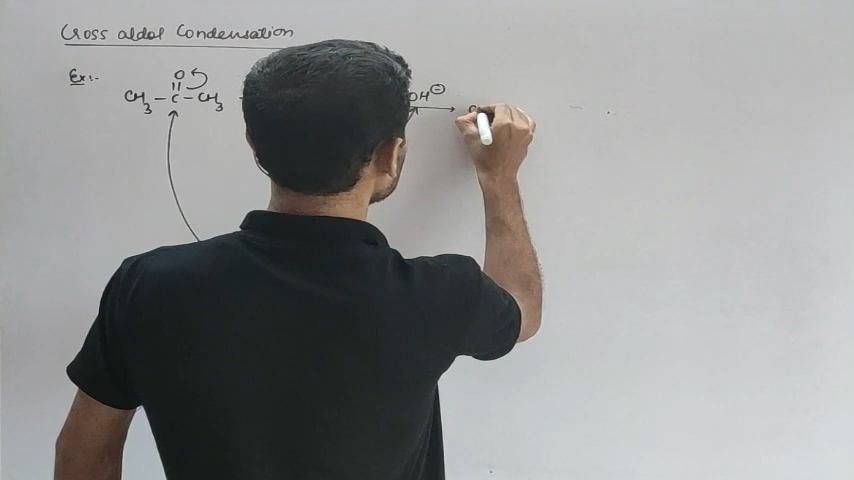 Cross aldol Condensation
Ex:-
O
CH3 – C – CH3
OH⊖